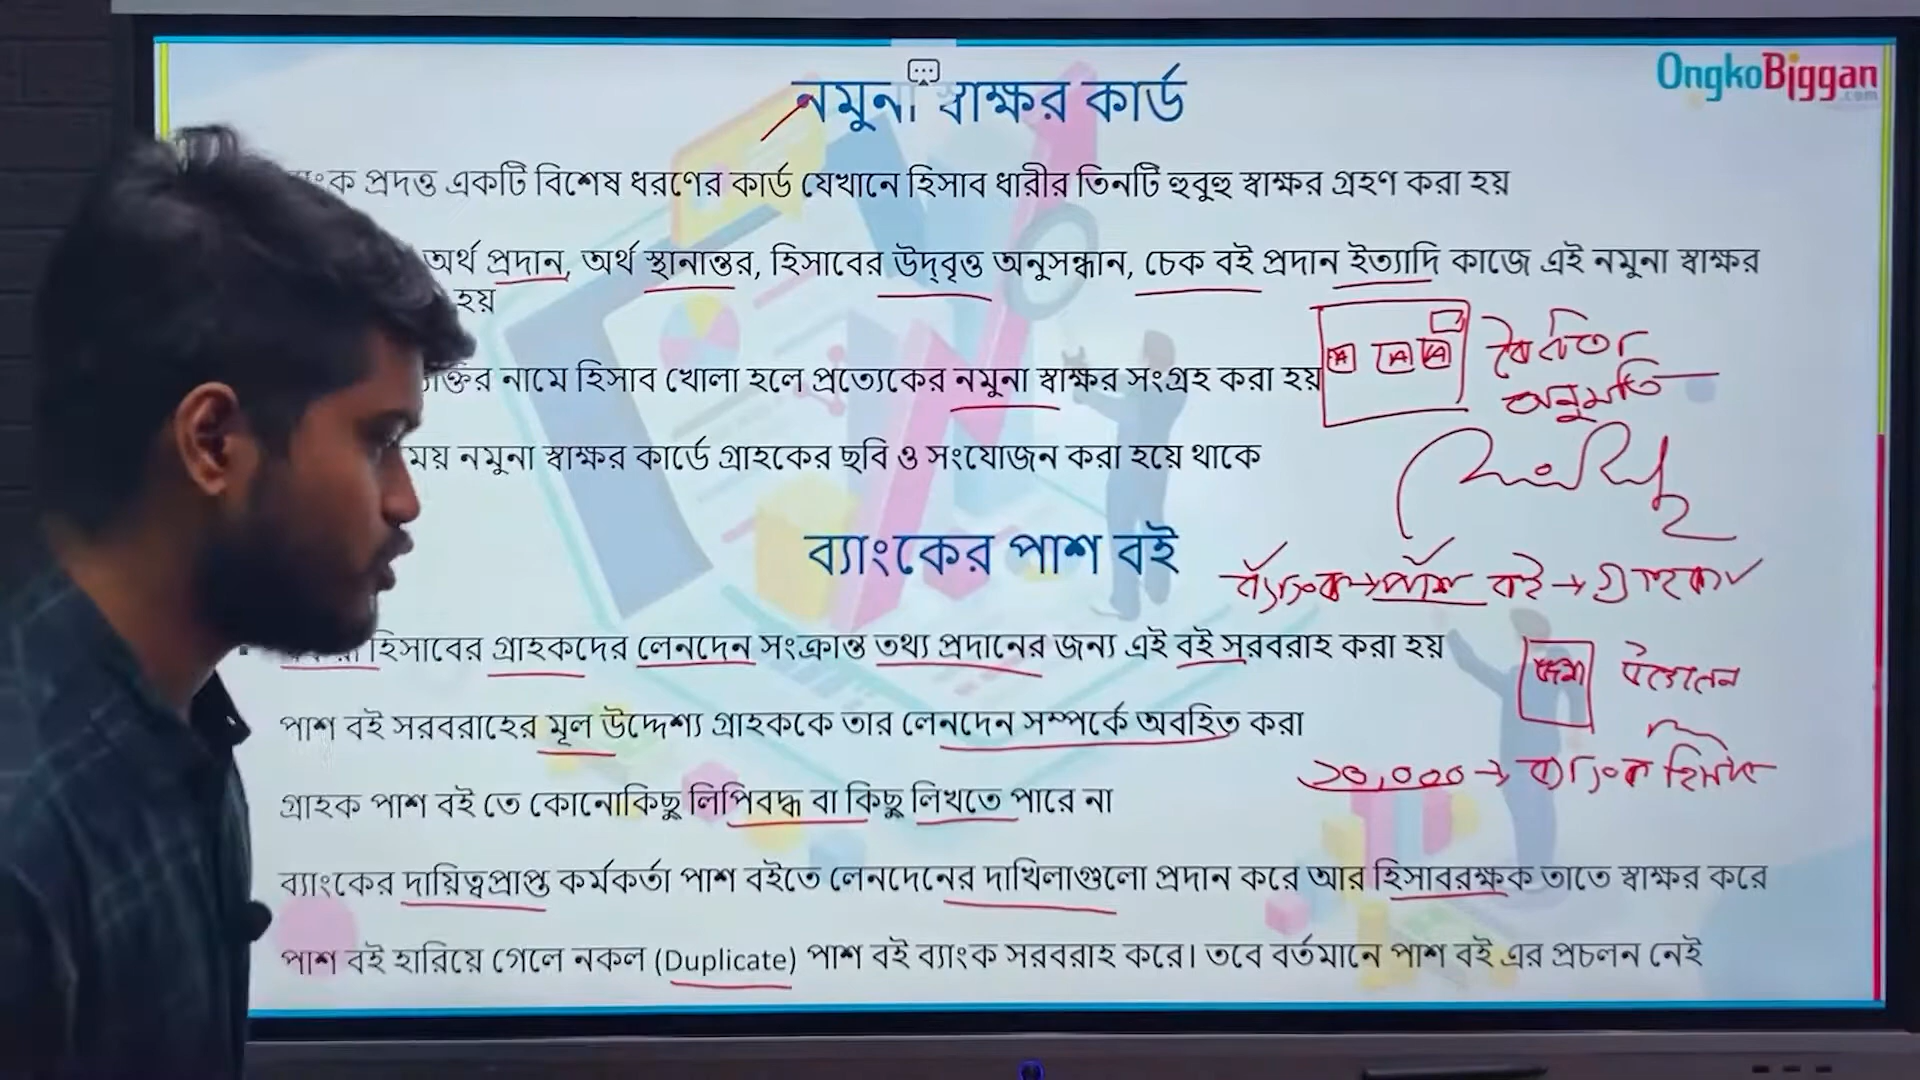 নমুনা স্বাক্ষর কার্ড
OngkoBiggan
.com
প্রদত্ত একটি বিশেষ ধরণের কার্ড যেখানে হিসাব ধারীর তিনটি হুবুহু স্বাক্ষর গ্রহণ করা হয়
অর্থ প্রদান, অর্থ স্থানান্তর, হিসাবের উদ্‌বৃত্ত অনুসন্ধান, চেক বই প্রদান ইত্যাদি কাজে এই নমুনা স্বাক্ষর
হয়
নামে হিসাব খোলা হলে প্রত্যেকের নমুনা স্বাক্ষর সংগ্রহ করা হয়
অনুমতি
নমুনা স্বাক্ষর কার্ডে গ্রাহকের ছবি ও সংযোজন করা হয়ে থাকে
ব্যাংকের পাশ বই
ব্যাংক→পাশ বই→গ্রাহক
হিসাবের গ্রাহকদের লেনদেন সংক্রান্ত তথ্য প্রদানের জন্য এই বই সরবরাহ করা হয়
জমা উত্তোলন
পাশ বই সরবরাহের মূল উদ্দেশ্য গ্রাহককে তার লেনদেন সম্পর্কে অবহিত করা
২০,০০০→ ব্যাংক হিসাব
গ্রাহক পাশ বই তে কোনোকিছু লিপিবদ্ধ বা কিছু লিখতে পারে না
ব্যাংকের দায়িত্বপ্রাপ্ত কর্মকর্তা পাশ বইতে লেনদেনের দাখিলাগুলো প্রদান করে আর হিসাবরক্ষক তাতে স্বাক্ষর করে
পাশ বই হারিয়ে গেলে নকল (Duplicate) পাশ বই ব্যাংক সরবরাহ করে। তবে বর্তমানে পাশ বই এর প্রচলন নেই